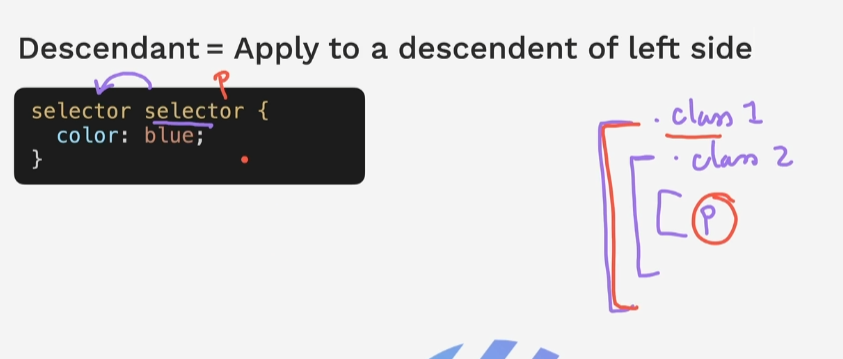 Descendant = Apply to a descendent of left side
P
selector selector {
color: blue;
}
. class 1
. class 2
P